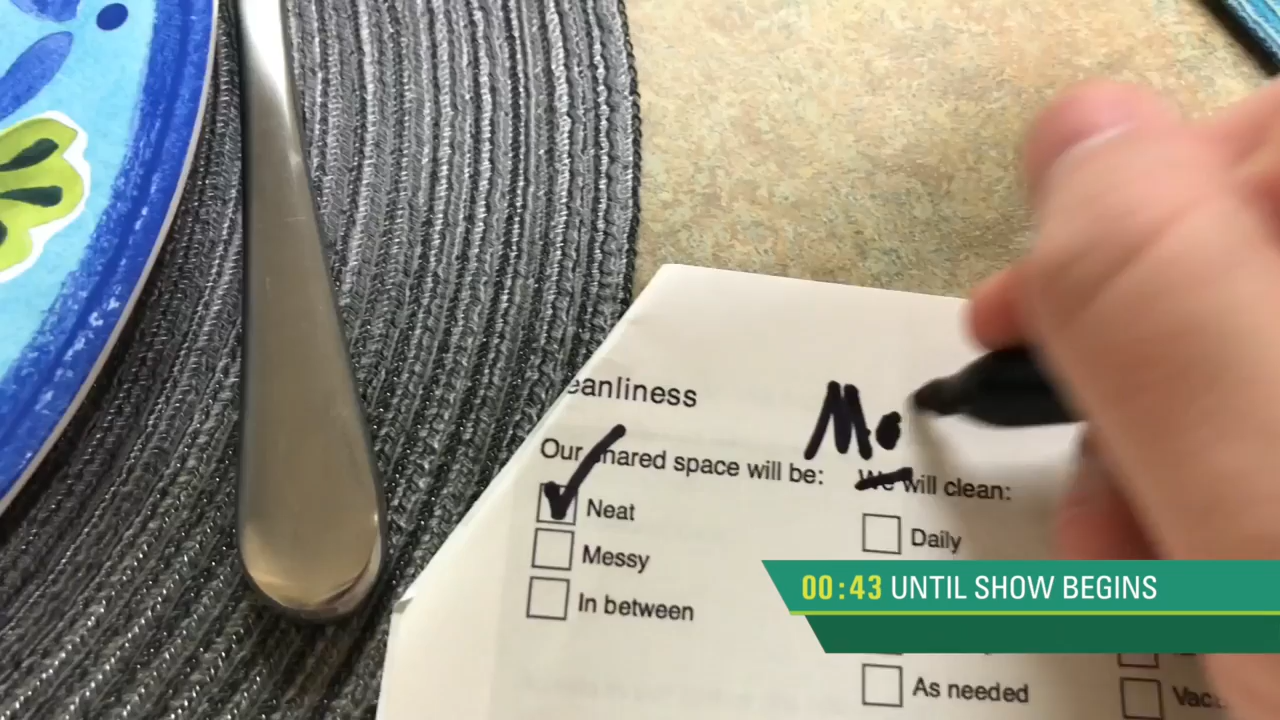 eanliness
Mo
Our shared space will be:
We will clean:
Neat
Daily
Messy
In between
00:43 UNTIL SHOW BEGINS
As needed